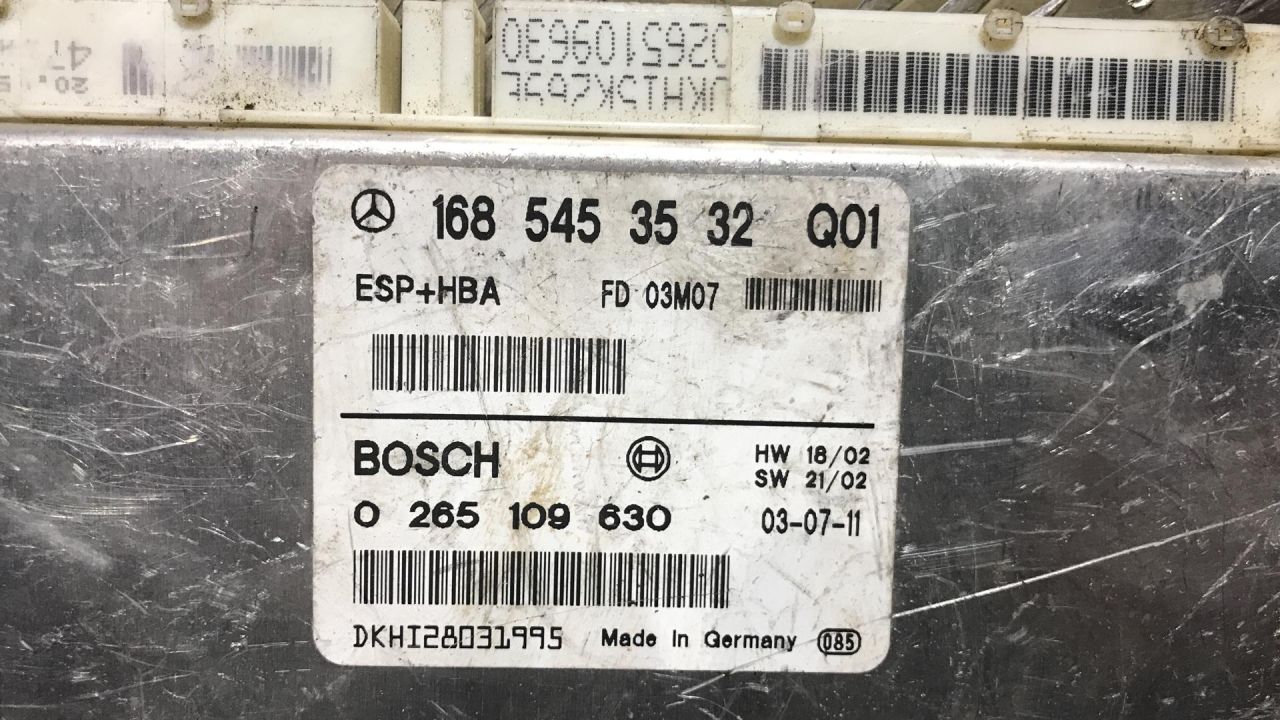 0265109630
168 545 35 32 Q01
ESP+HBA FD 03M07
BOSCH HW 18/02
SW 21/02
0 265 109 630 03-07-11
DKHI28031995 Made In Germany 085